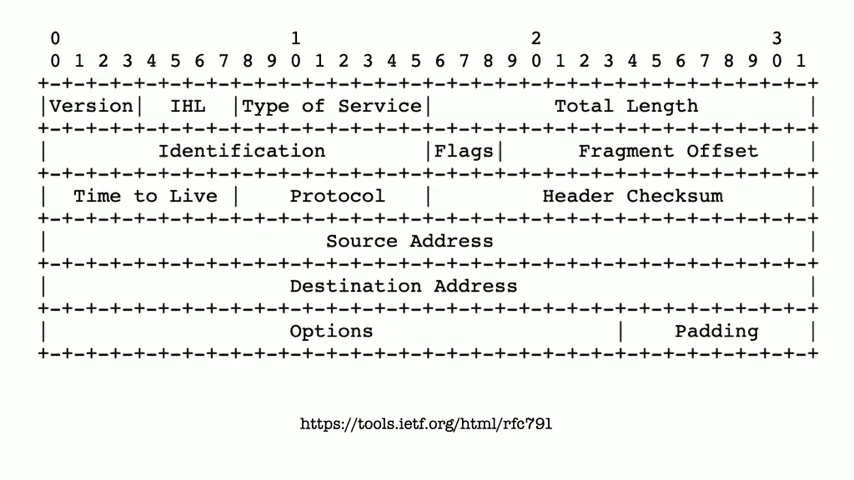 0                   1                   2                   3
0 1 2 3 4 5 6 7 8 9 0 1 2 3 4 5 6 7 8 9 0 1 2 3 4 5 6 7 8 9 0 1
+-+-+-+-+-+-+-+-+-+-+-+-+-+-+-+-+-+-+-+-+-+-+-+-+-+-+-+-+-+-+-+-+
|Version|  IHL  |Type of Service|          Total Length         |
+-+-+-+-+-+-+-+-+-+-+-+-+-+-+-+-+-+-+-+-+-+-+-+-+-+-+-+-+-+-+-+-+
|         Identification        |Flags|      Fragment Offset    |
+-+-+-+-+-+-+-+-+-+-+-+-+-+-+-+-+-+-+-+-+-+-+-+-+-+-+-+-+-+-+-+-+
|  Time to Live |    Protocol   |         Header Checksum       |
+-+-+-+-+-+-+-+-+-+-+-+-+-+-+-+-+-+-+-+-+-+-+-+-+-+-+-+-+-+-+-+-+
|                       Source Address                          |
+-+-+-+-+-+-+-+-+-+-+-+-+-+-+-+-+-+-+-+-+-+-+-+-+-+-+-+-+-+-+-+-+
|                    Destination Address                        |
+-+-+-+-+-+-+-+-+-+-+-+-+-+-+-+-+-+-+-+-+-+-+-+-+-+-+-+-+-+-+-+-+
|                    Options                    |    Padding    |
+-+-+-+-+-+-+-+-+-+-+-+-+-+-+-+-+-+-+-+-+-+-+-+-+-+-+-+-+-+-+-+-+
https://tools.ietf.org/html/rfc791